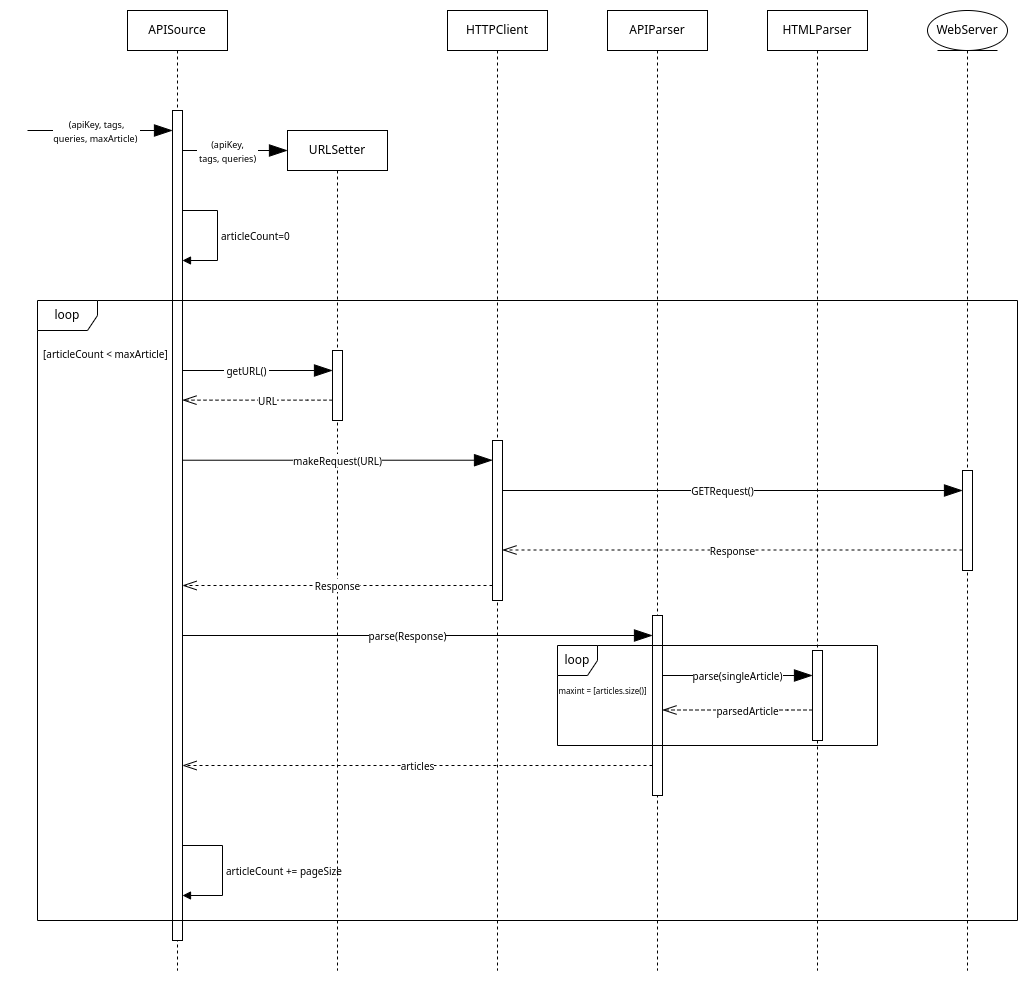 APISource
HTTPClient
APIParser
HTMLParser
WebServer
(apiKey, tags,
queries, maxArticle)
(apiKey,
tags, queries)
URLSetter
articleCount=0
loop
[articleCount < maxArticle]
getURL()
URL
makeRequest(URL)
GETRequest()
Response
Response
parse(Response)
loop
parse(singleArticle)
maxint = [articles.size()]
parsedArticle
articles
articleCount += pageSize